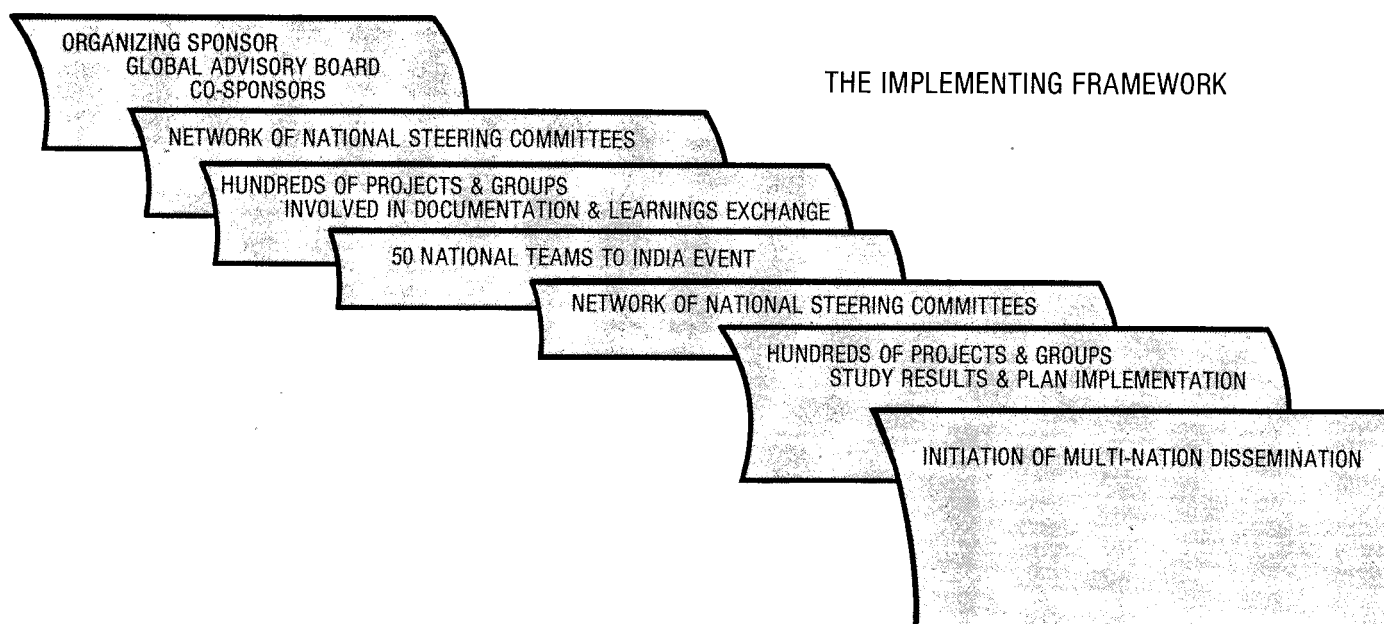 ORGANIZING SPONSOR
GLOBAL ADVISORY BOARD
CO-SPONSORS
THE IMPLEMENTING FRAMEWORK
NETWORK OF NATIONAL STEERING COMMITTEES
HUNDREDS OF PROJECTS & GROUPS
INVOLVED IN DOCUMENTATION & LEARNINGS EXCHANGE
50 NATIONAL TEAMS TO INDIA EVENT
NETWORK OF NATIONAL STEERING COMMITTEES
HUNDREDS OF PROJECTS & GROUPS
STUDY RESULTS & PLAN IMPLEMENTATION
INITIATION OF MULTI-NATION DISSEMINATION